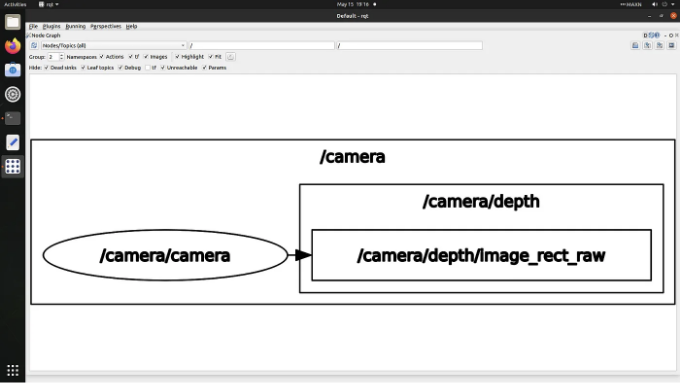 Activities rqt May 15 19:16 MAXN
Default - rqt
File Plugins Running Perspectives Help
Node Graph
Nodes/Topics (all) / /
Group: 2 Namespaces Actions tf Images Highlight Fit
Hide: Dead sinks Leaf topics Debug tf Unreachable Params
/camera
/camera/depth
/camera/camera
/camera/depth/image_rect_raw